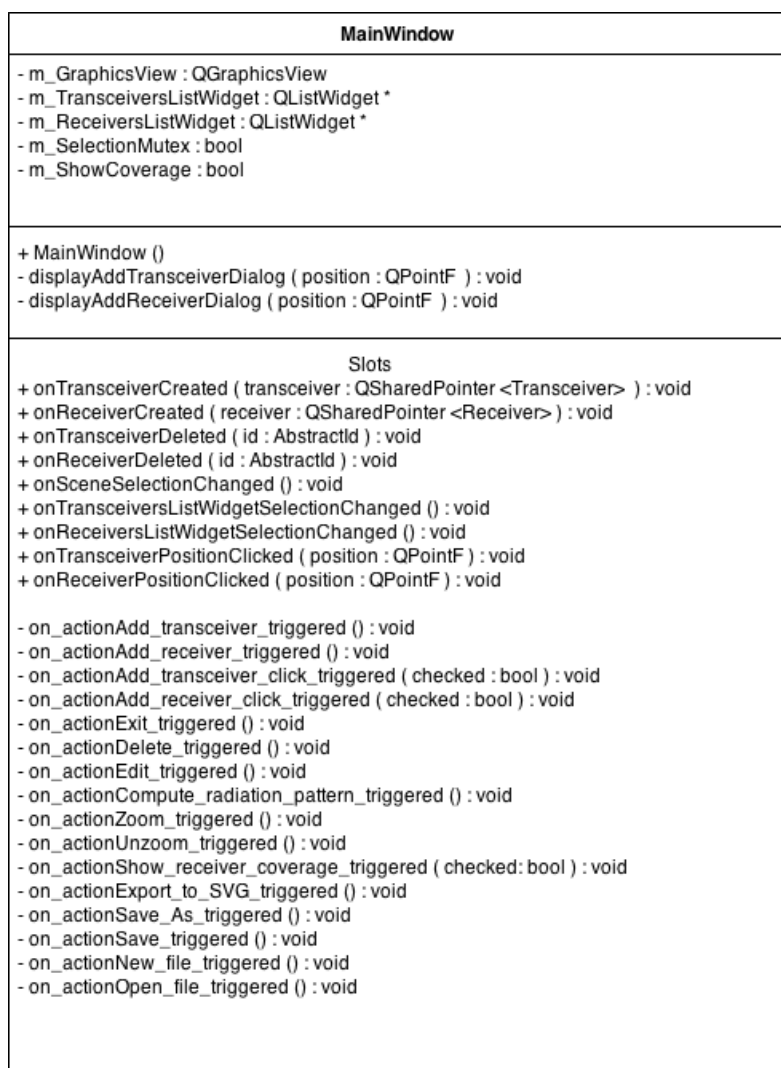 MainWindow
- m_GraphicsView : QGraphicsView
- m_TransceiversListWidget : QListWidget *
- m_ReceiversListWidget : QListWidget *
- m_SelectionMutex : bool
- m_ShowCoverage : bool
+ MainWindow ()
- displayAddTransceiverDialog ( position : QPointF ) : void
- displayAddReceiverDialog ( position : QPointF ) : void
Slots
+ onTransceiverCreated ( transceiver : QSharedPointer <Transceiver> ) : void
+ onReceiverCreated ( receiver : QSharedPointer <Receiver> ) : void
+ onTransceiverDeleted ( id : AbstractId ) : void
+ onReceiverDeleted ( id : AbstractId ) : void
+ onSceneSelectionChanged () : void
+ onTransceiversListWidgetSelectionChanged () : void
+ onReceiversListWidgetSelectionChanged () : void
+ onTransceiverPositionClicked ( position : QPointF ) : void
+ onReceiverPositionClicked ( position : QPointF ) : void
- on_actionAdd_transceiver_triggered () : void
- on_actionAdd_receiver_triggered () : void
- on_actionAdd_transceiver_click_triggered ( checked : bool ) : void
- on_actionAdd_receiver_click_triggered ( checked : bool ) : void
- on_actionExit_triggered () : void
- on_actionDelete_triggered () : void
- on_actionEdit_triggered () : void
- on_actionCompute_radiation_pattern_triggered () : void
- on_actionZoom_triggered () : void
- on_actionUnzoom_triggered () : void
- on_actionShow_receiver_coverage_triggered ( checked: bool ) : void
- on_actionExport_to_SVG_triggered () : void
- on_actionSave_As_triggered () : void
- on_actionSave_triggered () : void
- on_actionNew_file_triggered () : void
- on_actionOpen_file_triggered () : void